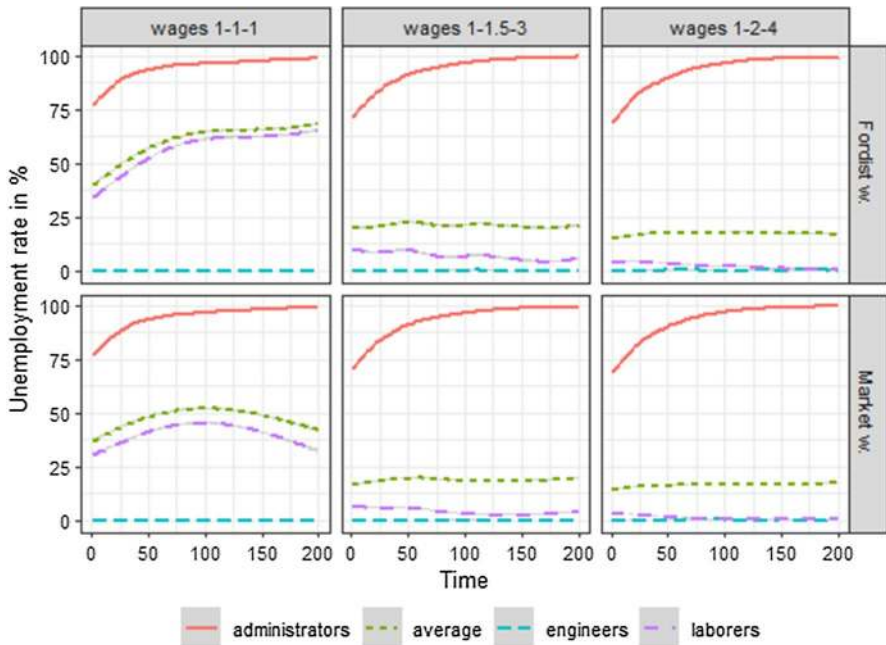 wages 1-1-1
wages 1-1.5-3
wages 1-2-4
Unemployment rate in %
100
75
50
25
0
Fordist w.
100
75
50
25
0
Market w.
0 50 100 150 200
0 50 100 150 200
0 50 100 150 200
Time
administrators
average
engineers
laborers